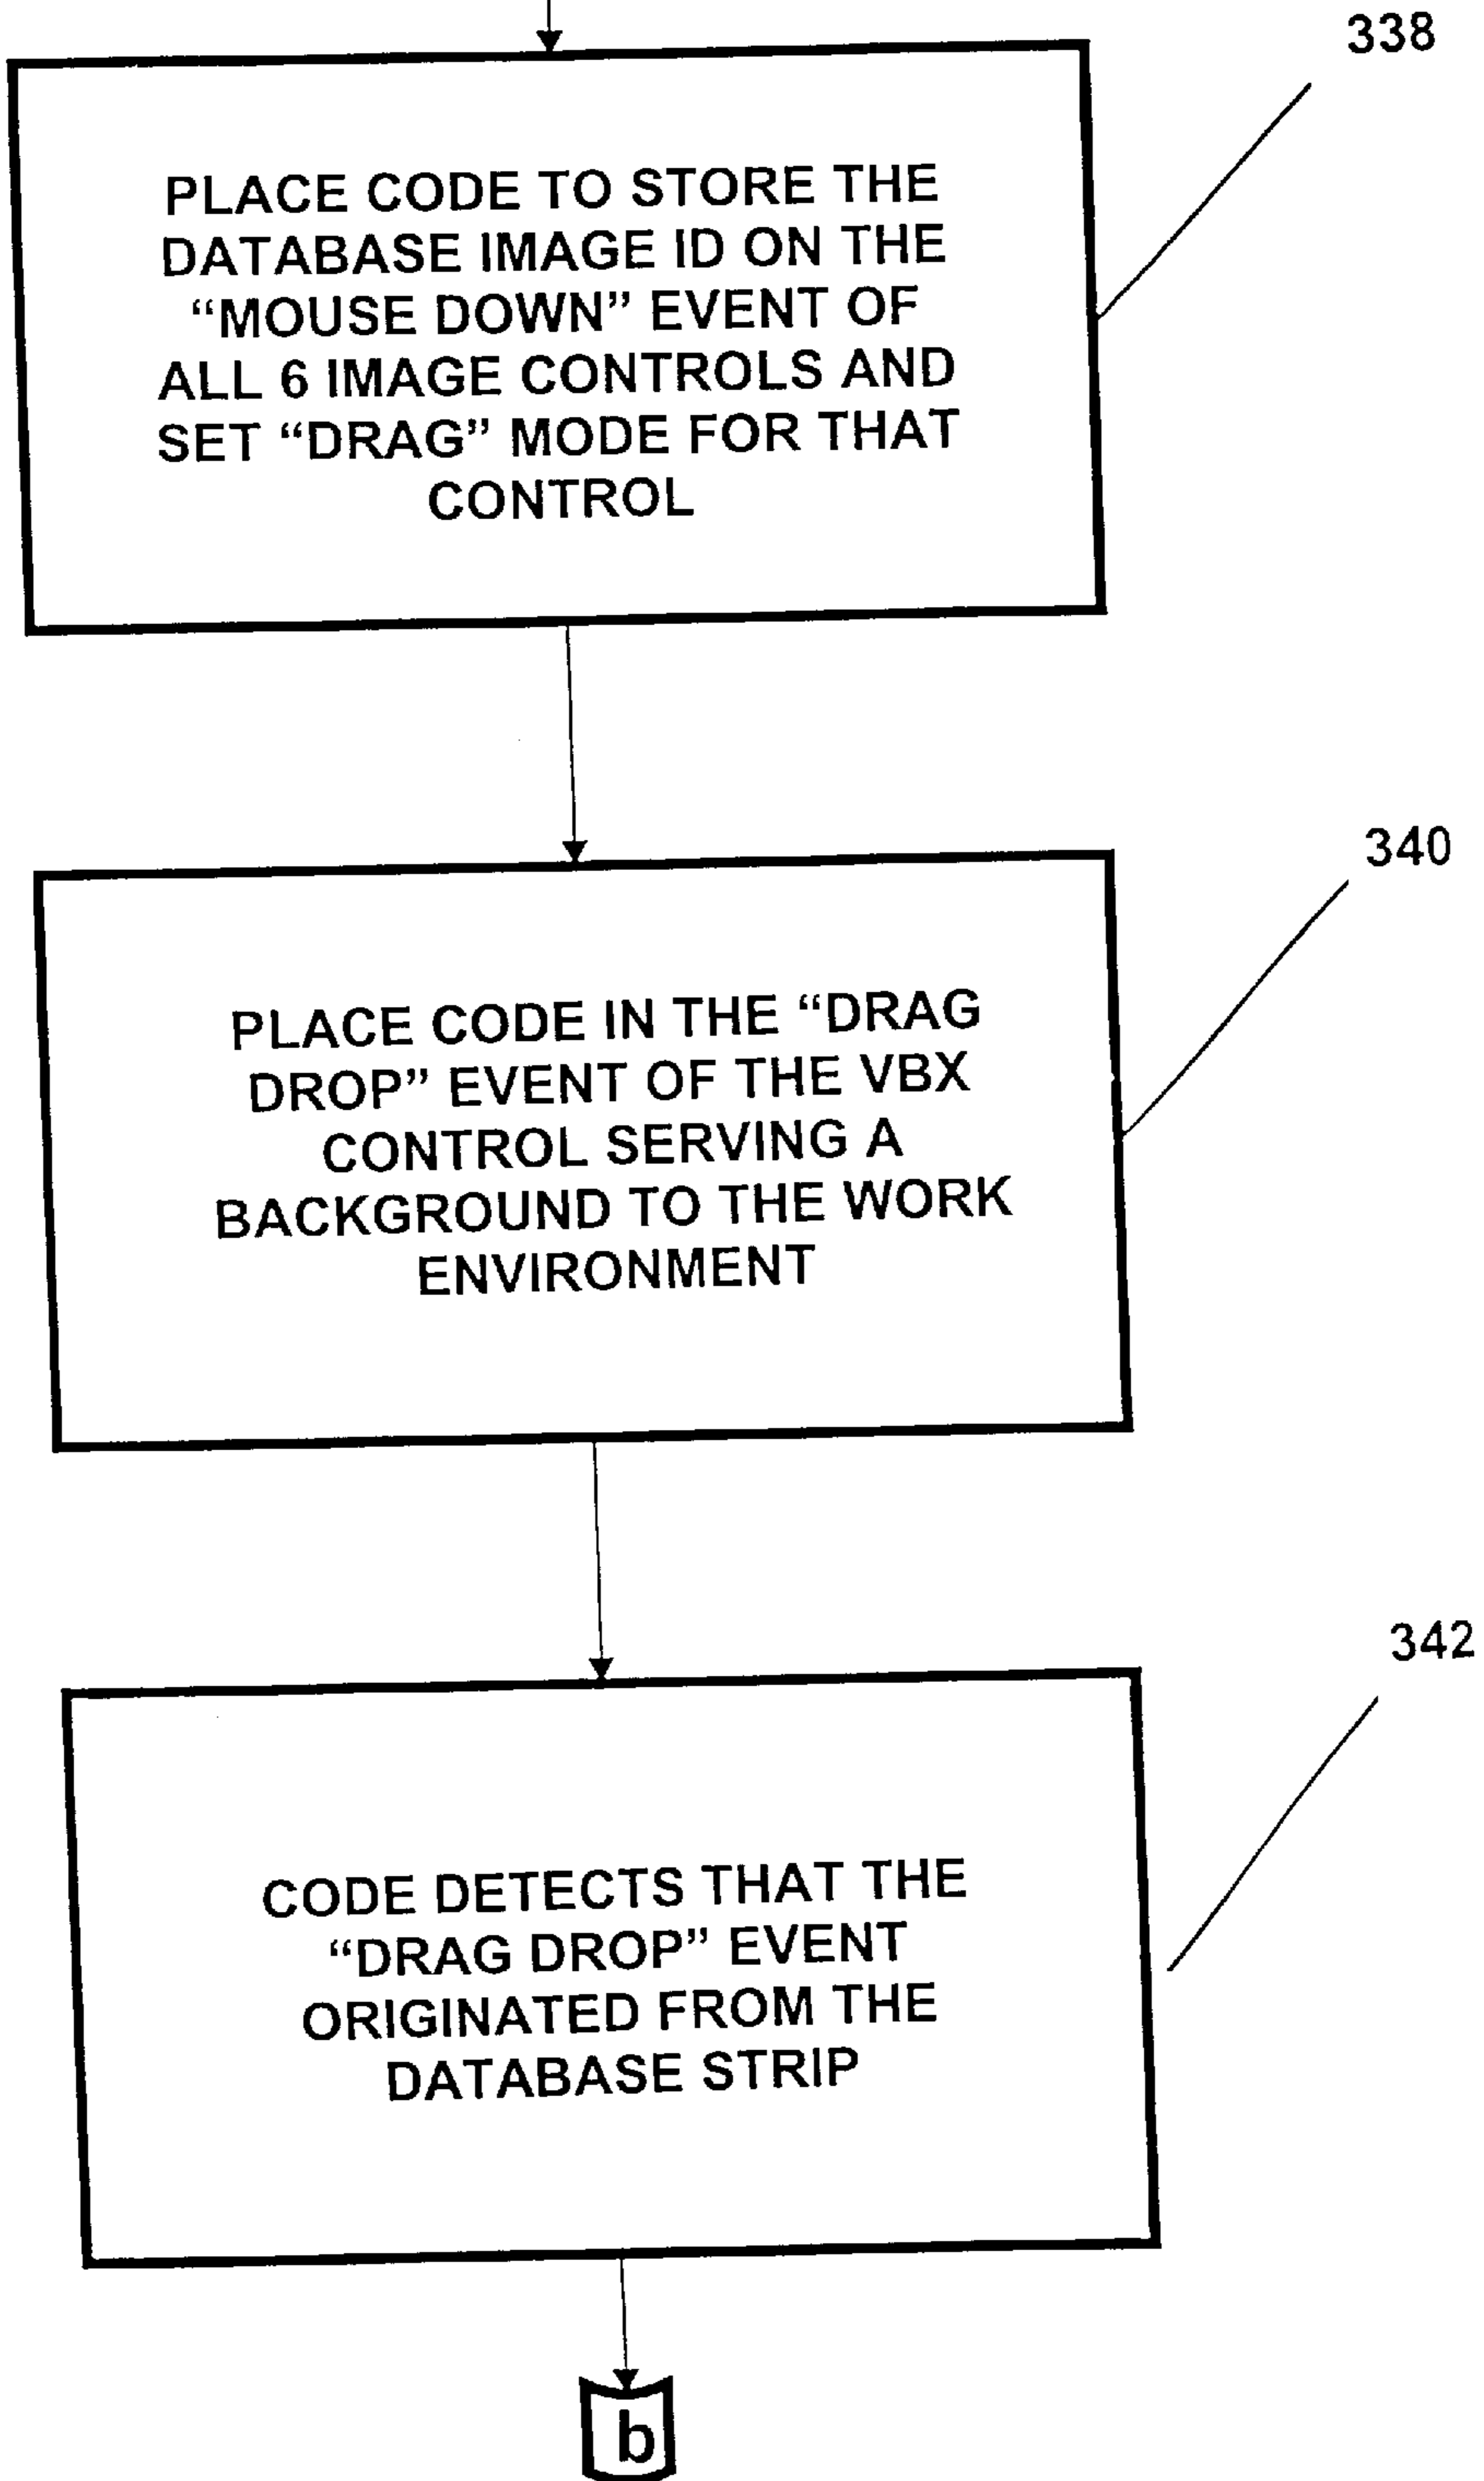 338
PLACE CODE TO STORE THE
DATABASE IMAGE ID ON THE
“MOUSE DOWN” EVENT OF
ALL 6 IMAGE CONTROLS AND
SET “DRAG” MODE FOR THAT
CONTROL
340
PLACE CODE IN THE “DRAG
DROP” EVENT OF THE VBX
CONTROL SERVING A
BACKGROUND TO THE WORK
ENVIRONMENT
342
CODE DETECTS THAT THE
“DRAG DROP” EVENT
ORIGINATED FROM THE
DATABASE STRIP
b